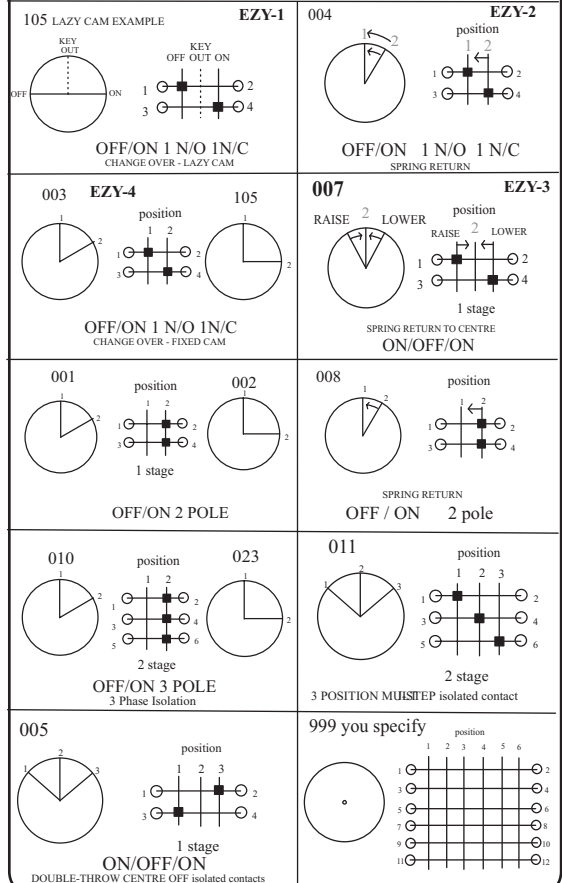 105 LAZY CAM EXAMPLE EZY-1
KEY
OUT
OFF ON
KEY
OFF OUT ON
1 2
3 4
OFF/ON 1 N/O 1N/C
CHANGE OVER - LAZY CAM
004 EZY-2
position
1 2
1 2
1 2
3 4
OFF/ON 1 N/O 1 N/C
SPRING RETURN
003 EZY-4 105
position
1 2
1 2
1 2
3 4
1
2
OFF/ON 1 N/O 1N/C
CHANGE OVER - FIXED CAM
007 EZY-3
RAISE 2 LOWER
position
RAISE 2 LOWER
1 2
3 4
1 stage
SPRING RETURN TO CENTRE
ON/OFF/ON
001 002
position
1 2
1 2
1 2
3 4
1
2
1 stage
OFF/ON 2 POLE
008
position
1 2
1 2
1 2
3 4
SPRING RETURN
OFF / ON 2 pole
010 023
position
1 2
1 2
1 2
3 4
5 6
1
2
2 stage
OFF/ON 3 POLE
3 Phase Isolation
011
position
1 2 3
1 2 3
1 2
3 4
5 6
2 stage
3 POSITION MULTI-STEP isolated contact
005
position
1 2 3
1 2 3
1 2
3 4
1 stage
ON/OFF/ON
DOUBLE-THROW CENTRE OFF isolated contacts
999 you specify
position
1 2 3 4 5 6
1 2
3 4
5 6
7 8
9 10
11 12